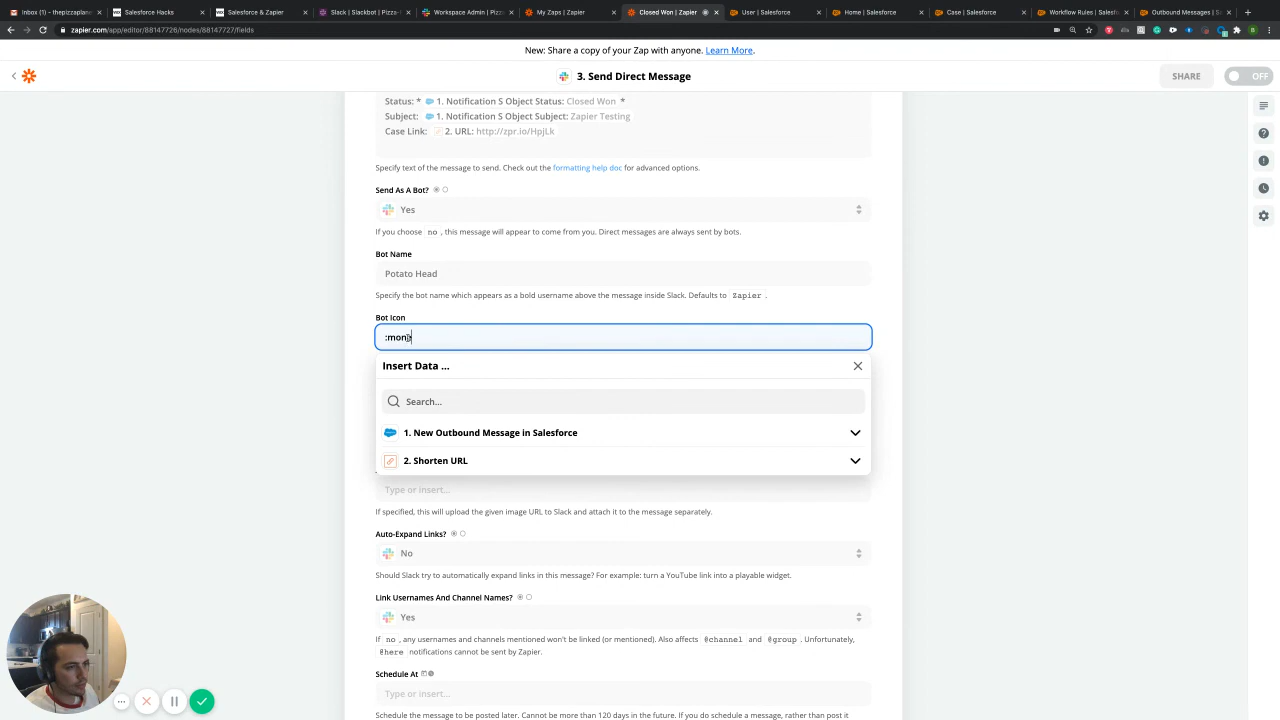 Inbox (1) - thepizzaplane
Salesforce Hacks
Salesforce & Zapier
Slack | Slackbot | Pizza-
Workspace Admin | Pizza-
My Zaps | Zapier
Closed Won | Zapier
User | Salesforce
Home | Salesforce
Case | Salesforce
Workflow Rules | Salesf
Outbound Messages | Sa
zapier.com/app/editor/88147726/nodes/88147727/fields
New: Share a copy of your Zap with anyone. Learn More.
3. Send Direct Message
SHARE
OFF
Status: * 1. Notification S Object Status: Closed Won *
Subject: 1. Notification S Object Subject: Zapier Testing
Case Link: 2. URL: http://zpr.io/HpjLk
Specify text of the message to send. Check out the formatting help doc for advanced options.
Send As A Bot?
Yes
If you choose no, this message will appear to come from you. Direct messages are always sent by bots.
Bot Name
Potato Head
Specify the bot name which appears as a bold username above the message inside Slack. Defaults to Zapier .
Bot Icon
Insert Data ...
Search...
1. New Outbound Message in Salesforce
2. Shorten URL
Type or insert...
If specified, this will upload the given image URL to Slack and attach it to the message separately.
Auto-Expand Links?
No
Should Slack try to automatically expand links in this message? For example: turn a YouTube link into a playable widget.
Link Usernames And Channel Names?
Yes
If no, any usernames and channels mentioned won't be linked (or mentioned). Also affects @channel and @group. Unfortunately,
@here notifications cannot be sent by Zapier.
Schedule At
Type or insert...
Schedule the message to be posted later. Cannot be more than 120 days in the future. If you do schedule a message, rather than post it